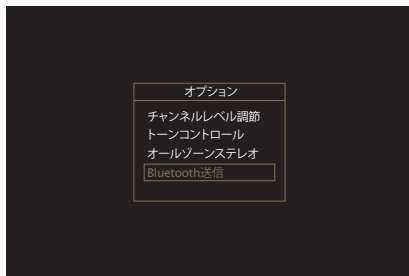 オプション
チャンネルレベル調節
トーンコントロール
オールゾーンステレオ
Bluetooth送信